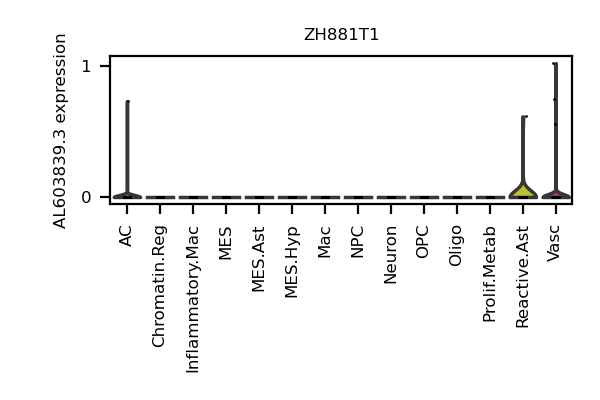 ZH881T1
AL603839.3 expression
1
0
AC
Chromatin.Reg
Inflammatory.Mac
MES
MES.Ast
MES.Hyp
Mac
NPC
Neuron
OPC
Oligo
Prolif.Metab
Reactive.Ast
Vasc